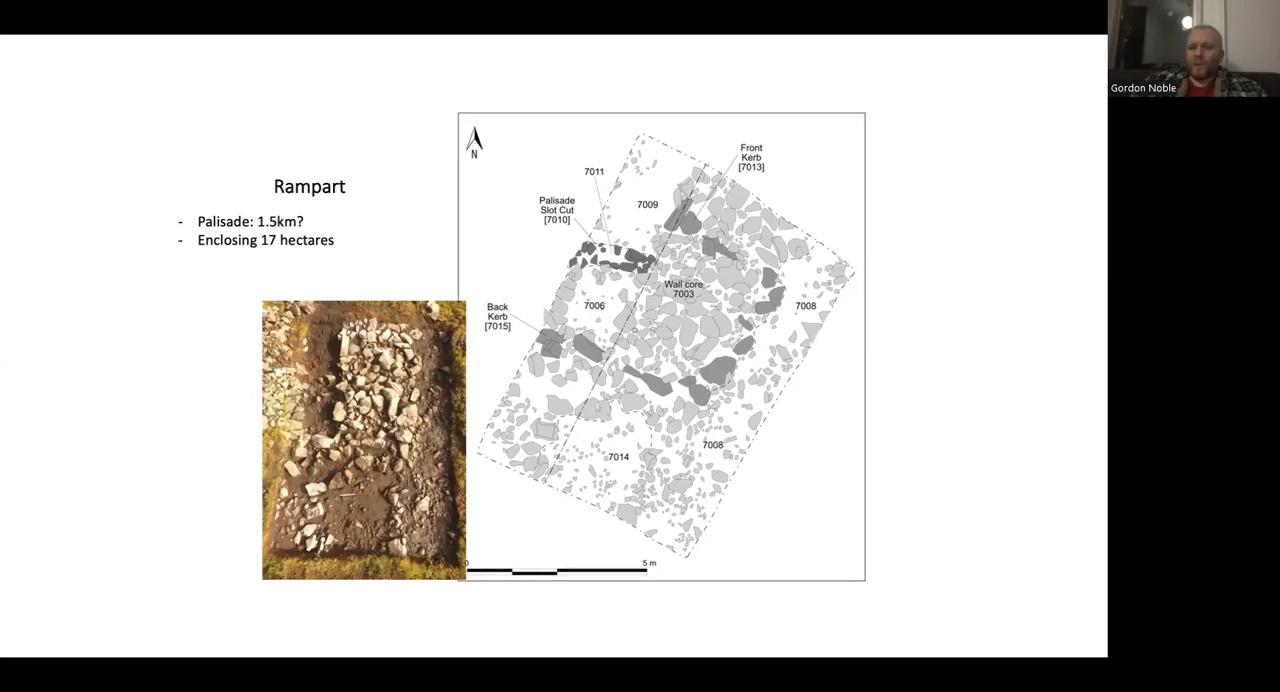 Gordon Noble
Rampart
- Palisade: 1.5km?
- Enclosing 17 hectares
N
Front
Kerb
[7013]
7011
Palisade
Slot Cut
[7010]
7009
Wall core
7003
Back
Kerb
[7015]
7006
7008
7008
7014
0
5 m